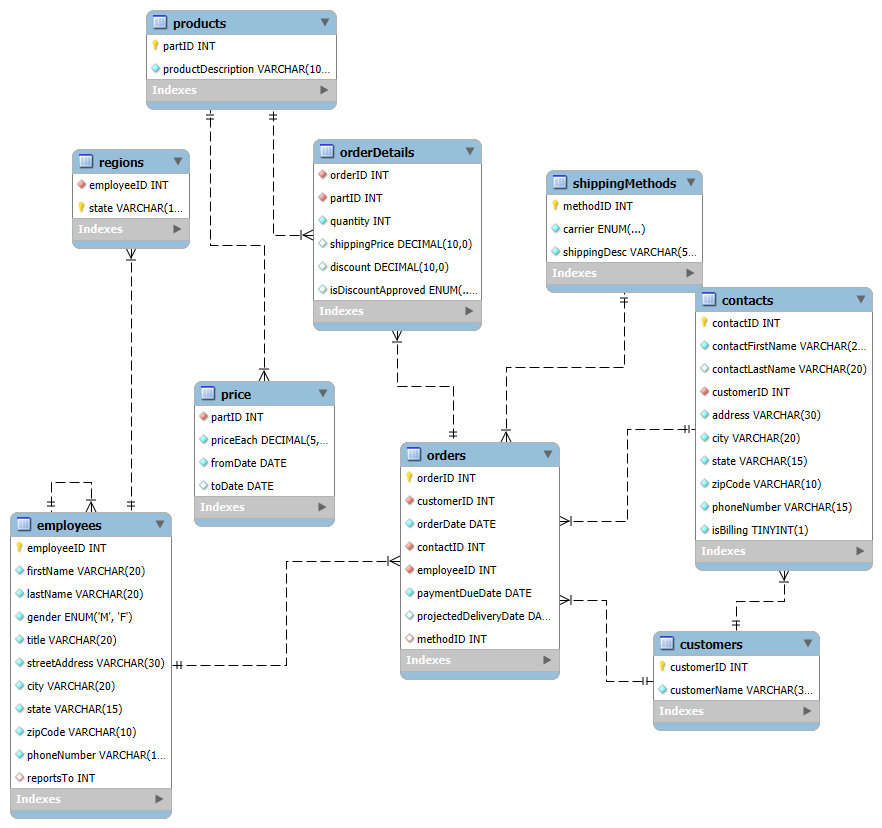 products
partID INT
productDescription VARCHAR(10...
Indexes
regions
employeeID INT
state VARCHAR(1...
Indexes
orderDetails
orderID INT
partID INT
quantity INT
shippingPrice DECIMAL(10,0)
discount DECIMAL(10,0)
isDiscountApproved ENUM(...
Indexes
shippingMethods
methodID INT
carrier ENUM(...)
shippingDesc VARCHAR(5...
Indexes
contacts
contactID INT
contactFirstName VARCHAR(2...
contactLastName VARCHAR(20)
customerID INT
address VARCHAR(30)
city VARCHAR(20)
state VARCHAR(15)
zipCode VARCHAR(10)
phoneNumber VARCHAR(15)
isBilling TINYINT(1)
Indexes
price
partID INT
priceEach DECIMAL(5,...
fromDate DATE
toDate DATE
Indexes
orders
orderID INT
customerID INT
orderDate DATE
contactID INT
employeeID INT
paymentDueDate DATE
projectedDeliveryDate DA...
methodID INT
Indexes
employees
employeeID INT
firstName VARCHAR(20)
lastName VARCHAR(20)
gender ENUM('M', 'F')
title VARCHAR(20)
streetAddress VARCHAR(30)
city VARCHAR(20)
state VARCHAR(15)
zipCode VARCHAR(10)
phoneNumber VARCHAR(1...
reportsTo INT
Indexes
customers
customerID INT
customerName VARCHAR(3...
Indexes